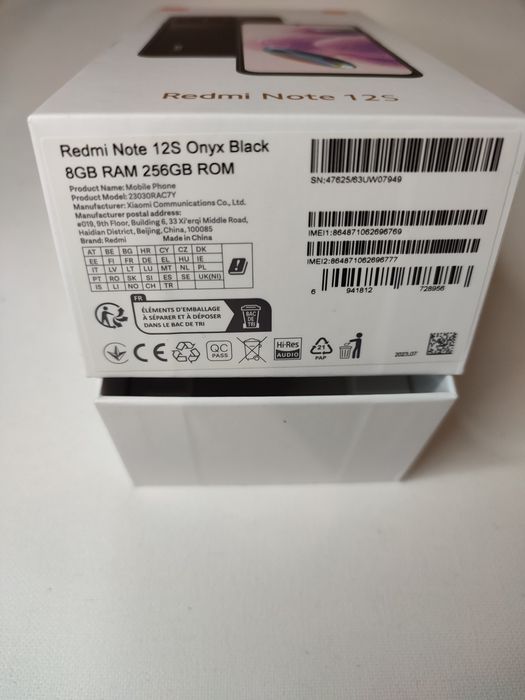 Redmi Note 12S
Redmi Note 12S Onyx Black
8GB RAM 256GB ROM
Product Name: Mobile Phone
Product Model: 23030RAC7Y
Manufacturer: Xiaomi Communications Co., Ltd.
Manufacturer postal address:
#019, 9th Floor, Building 6, 33 Xi'erqi Middle Road,
Haidian District, Beijing, China, 100085
Brand: Redmi Made in China
AT BE BG HR CY CZ DK
EE FI FR DE EL HU IE
IT LV LT LU MT NL PL
PT RO SK SI ES SE UK(NI)
IS LI NO CH TR
SN:47625/63UW07949
IMEI1:864871062696769
IMEI2:864871062696777
6 941812 728956
FR
ÉLÉMENTS D'EMBALLAGE
À SÉPARER ET À DÉPOSER
DANS LE BAC DE TRI
BAC
DE
TRI
CE
QC
PASS
Hi-Res
AUDIO
21
PAP
2023.07